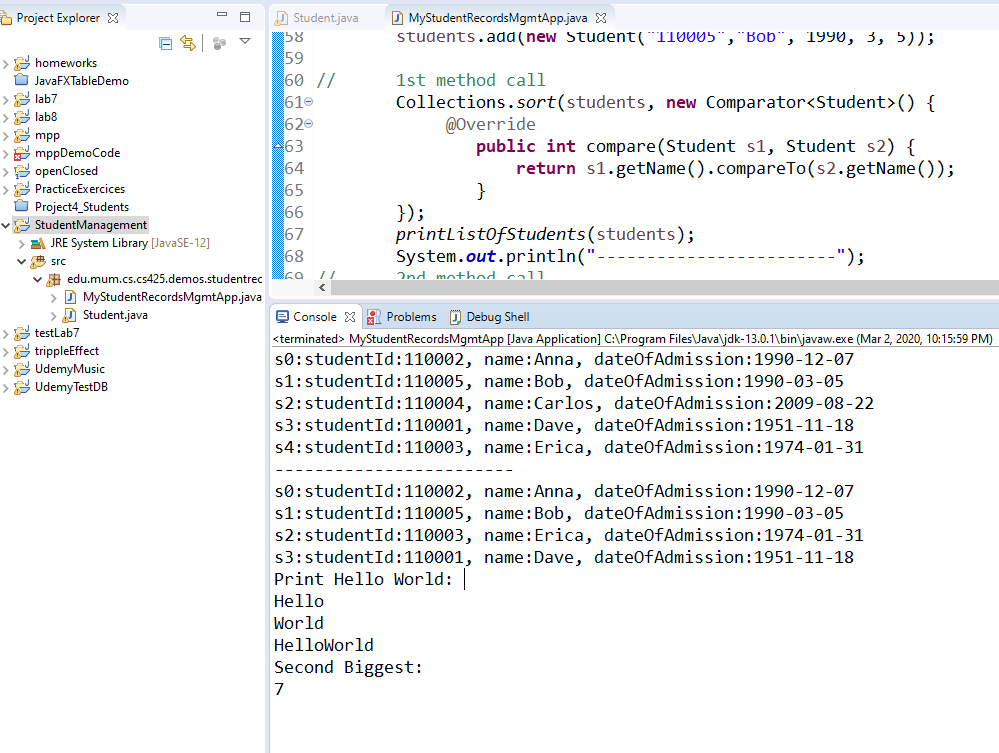 Project Explorer
homeworks
JavaFXTableDemo
lab7
lab8
mpp
mppDemoCode
openClosed
PracticeExercices
Project4_Students
StudentManagement
JRE System Library [JavaSE-12]
src
edu.mum.cs.cs425.demos.studentrec
MyStudentRecordsMgmtApp.java
Student.java
testLab7
trippleEffect
UdemyMusic
UdemyTestDB
Student.java MyStudentRecordsMgmtApp.java
58 students.add(new Student("110005","Bob", 1990, 3, 5));
59
60 // 1st method call
61 Collections.sort(students, new Comparator<Student>() {
62 @Override
63 public int compare(Student s1, Student s2) {
64 return s1.getName().compareTo(s2.getName());
65 }
66 });
67 printListOfStudents(students);
68 System.out.println("------------------------");
69 // 2nd method call
Console Problems Debug Shell
<terminated> MyStudentRecordsMgmtApp [Java Application] C:\Program Files\Java\jdk-13.0.1\bin\javaw.exe (Mar 2, 2020, 10:15:59 PM)
s0:studentId:110002, name:Anna, dateOfAdmission:1990-12-07
s1:studentId:110005, name:Bob, dateOfAdmission:1990-03-05
s2:studentId:110004, name:Carlos, dateOfAdmission:2009-08-22
s3:studentId:110001, name:Dave, dateOfAdmission:1951-11-18
s4:studentId:110003, name:Erica, dateOfAdmission:1974-01-31
------------------------
s0:studentId:110002, name:Anna, dateOfAdmission:1990-12-07
s1:studentId:110005, name:Bob, dateOfAdmission:1990-03-05
s2:studentId:110003, name:Erica, dateOfAdmission:1974-01-31
s3:studentId:110001, name:Dave, dateOfAdmission:1951-11-18
Print Hello World:
Hello
World
HelloWorld
Second Biggest:
7